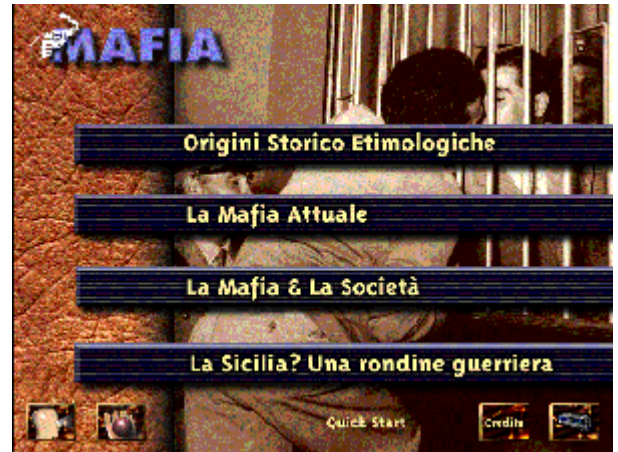 MAFIA
Origini Storico Etimologiche
La Mafia Attuale
La Mafia & La Società
La Sicilia? Una rondine guerriera
Quick Start
Credits